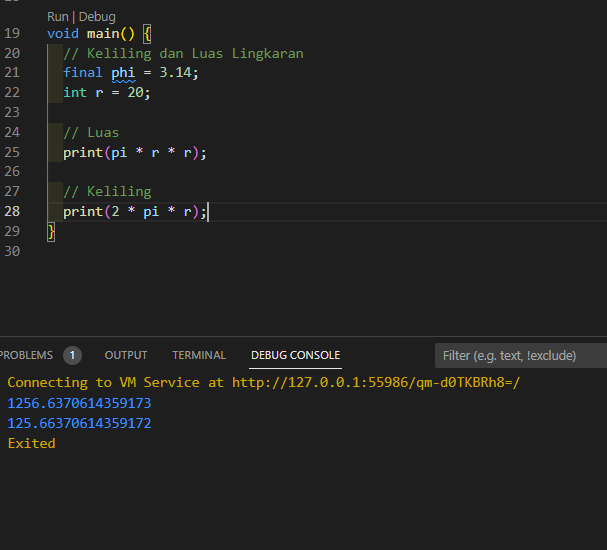 Run | Debug
19 void main() {
20 // Keliling dan Luas Lingkaran
21 final phi = 3.14;
22 int r = 20;
23
24 // Luas
25 print(pi * r * r);
26
27 // Keliling
28 print(2 * pi * r);
29 }
30
PROBLEMS 1 OUTPUT TERMINAL DEBUG CONSOLE Filter (e.g. text, !exclude)
Connecting to VM Service at http://127.0.0.1:55986/qm-d0TKBRh8=/
1256.6370614359173
125.66370614359172
Exited